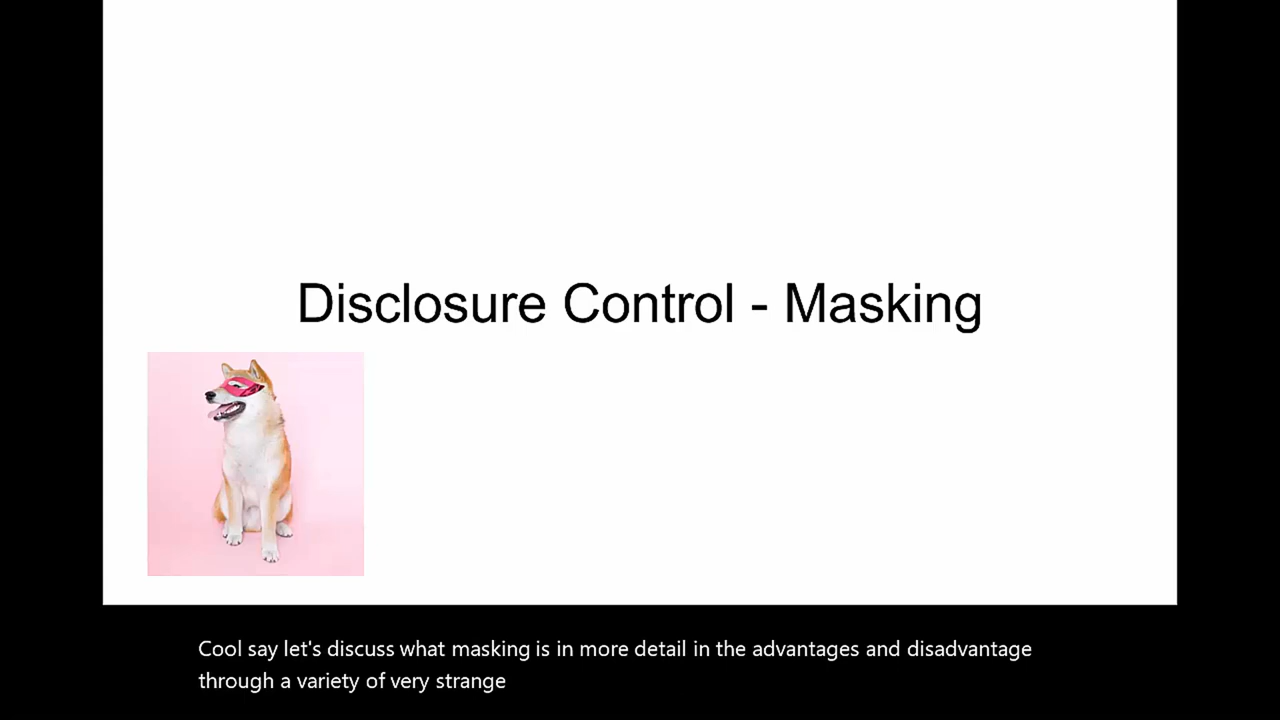 Disclosure Control - Masking
Cool say let's discuss what masking is in more detail in the advantages and disadvantage
through a variety of very strange